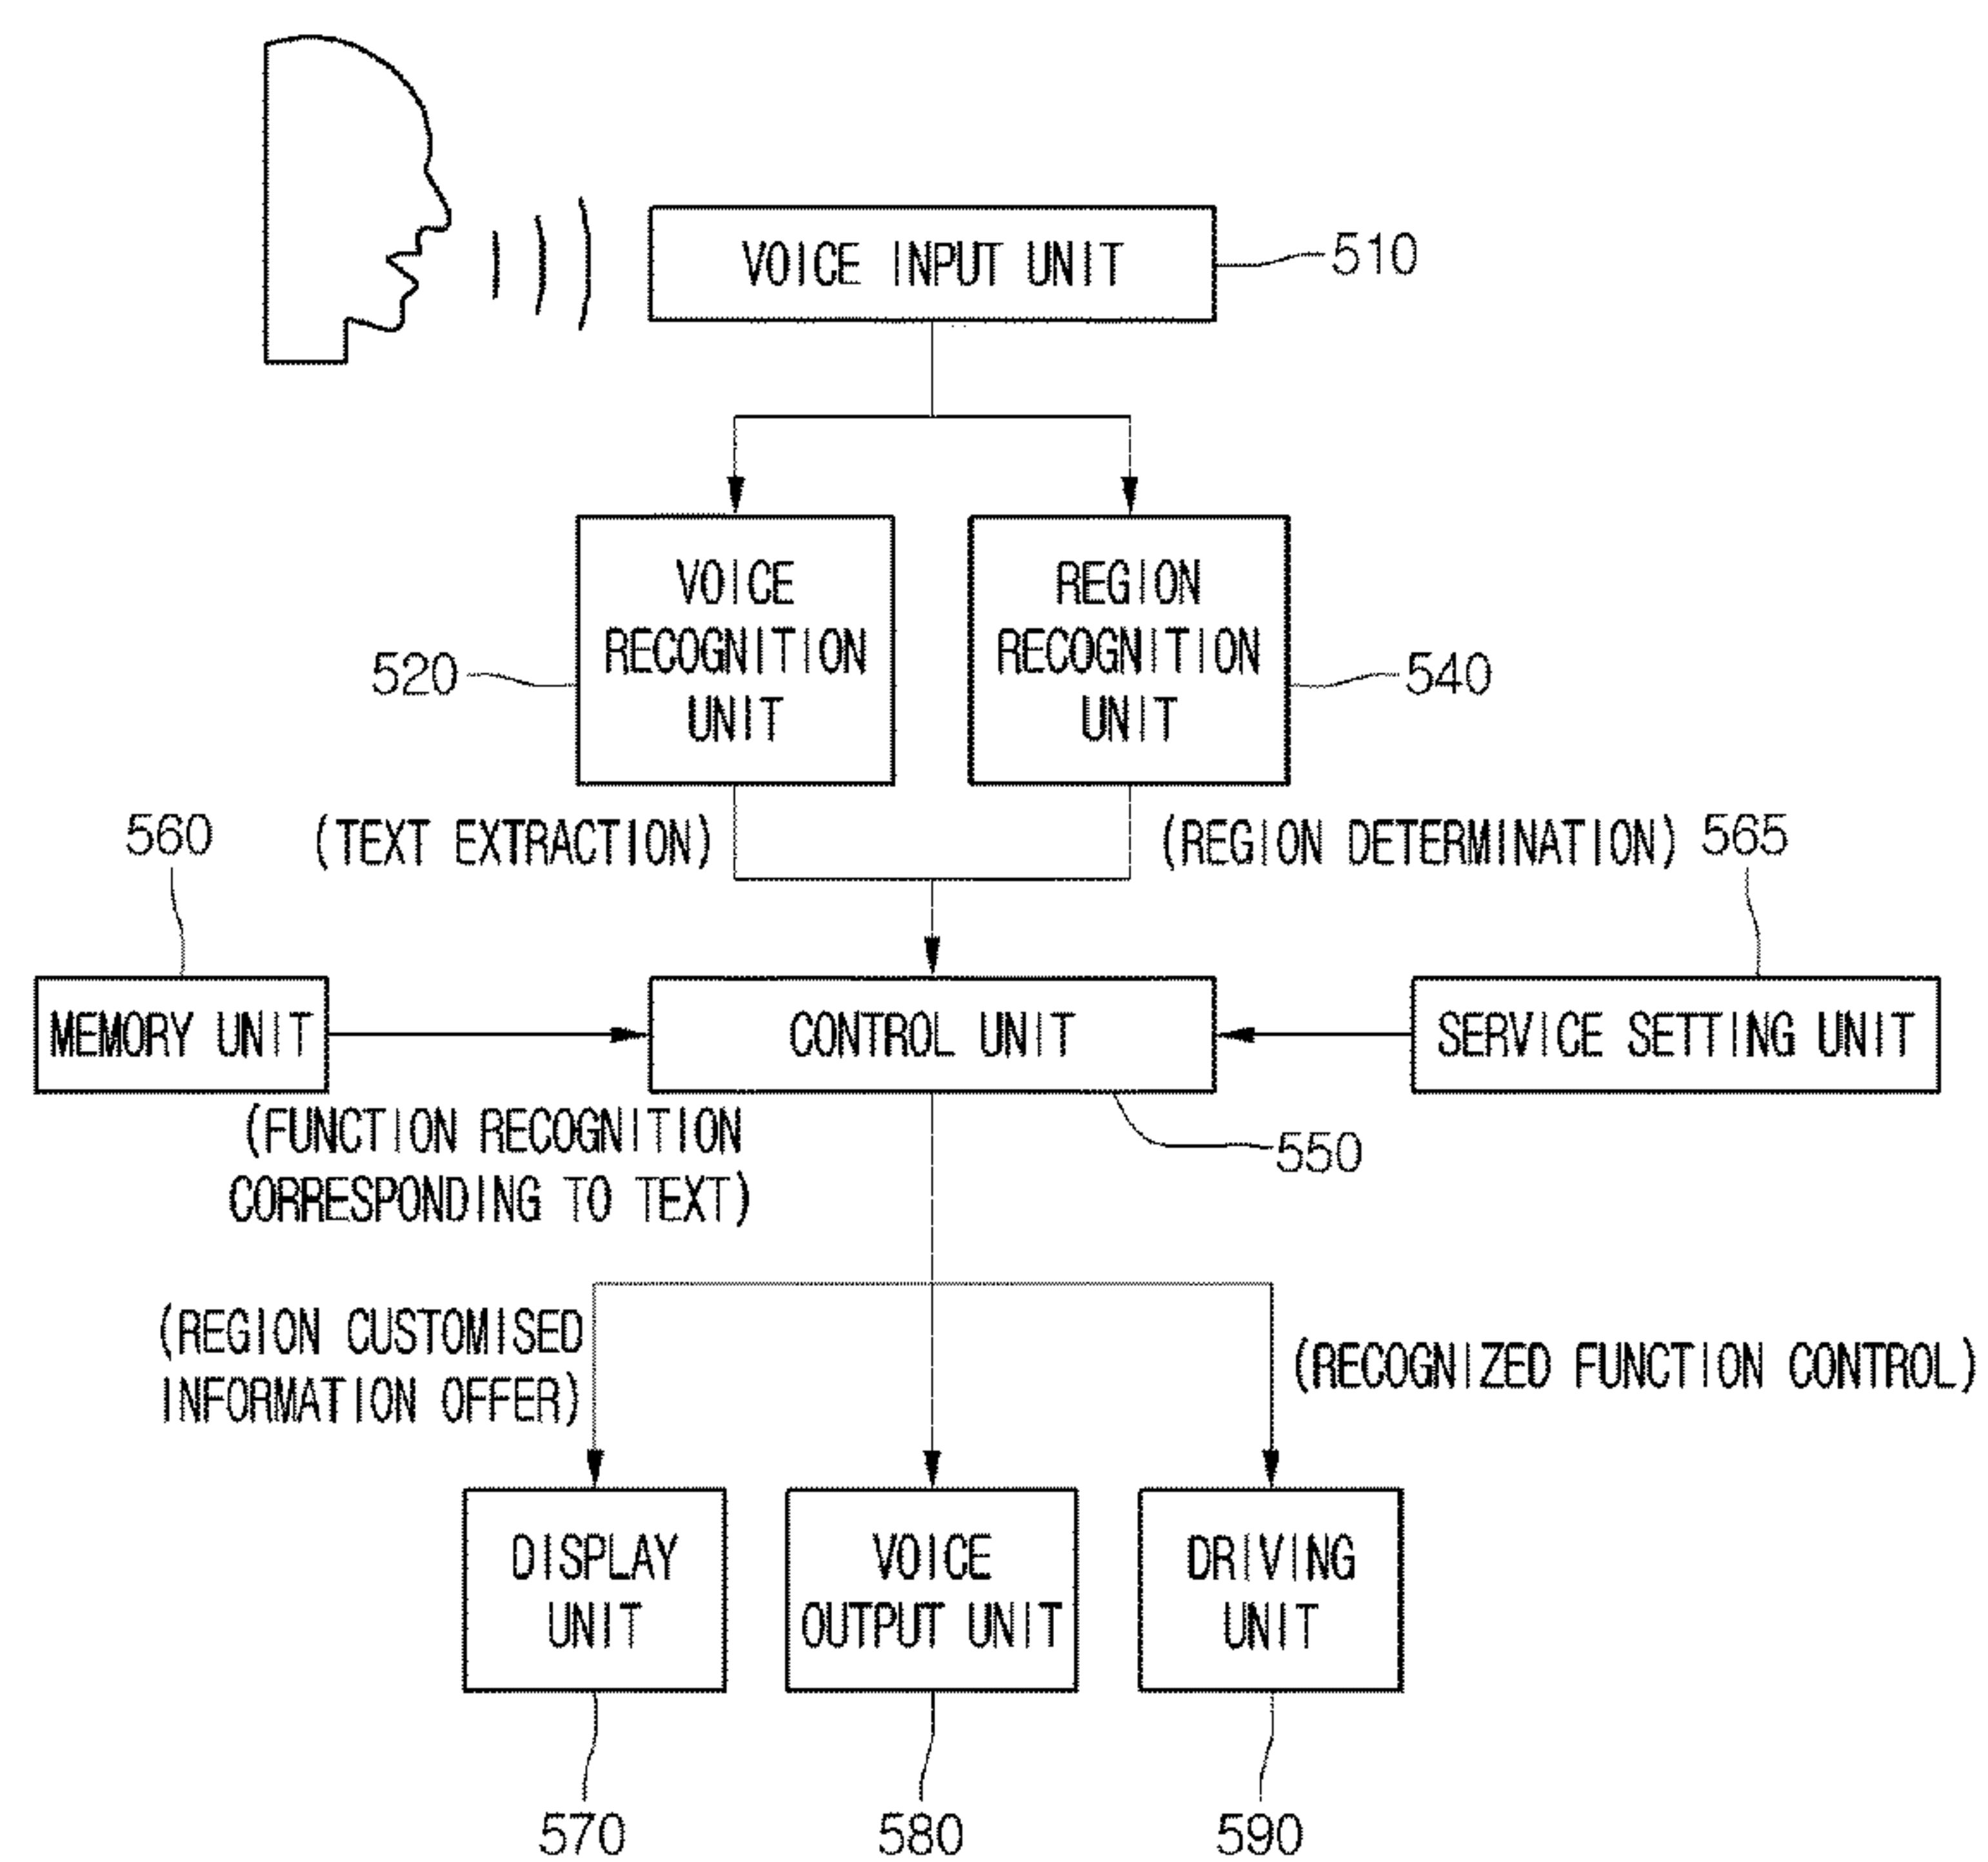 VOICE INPUT UNIT
510
VOICE
RECOGNITION
UNIT
520
REGION
RECOGNITION
UNIT
540
(TEXT EXTRACTION)
(REGION DETERMINATION)
560
565
MEMORY UNIT
CONTROL UNIT
SERVICE SETTING UNIT
(FUNCTION RECOGNITION
CORRESPONDING TO TEXT)
550
(REGION CUSTOMISED
INFORMATION OFFER)
(RECOGNIZED FUNCTION CONTROL)
DISPLAY
UNIT
VOICE
OUTPUT UNIT
DRIVING
UNIT
570
580
590